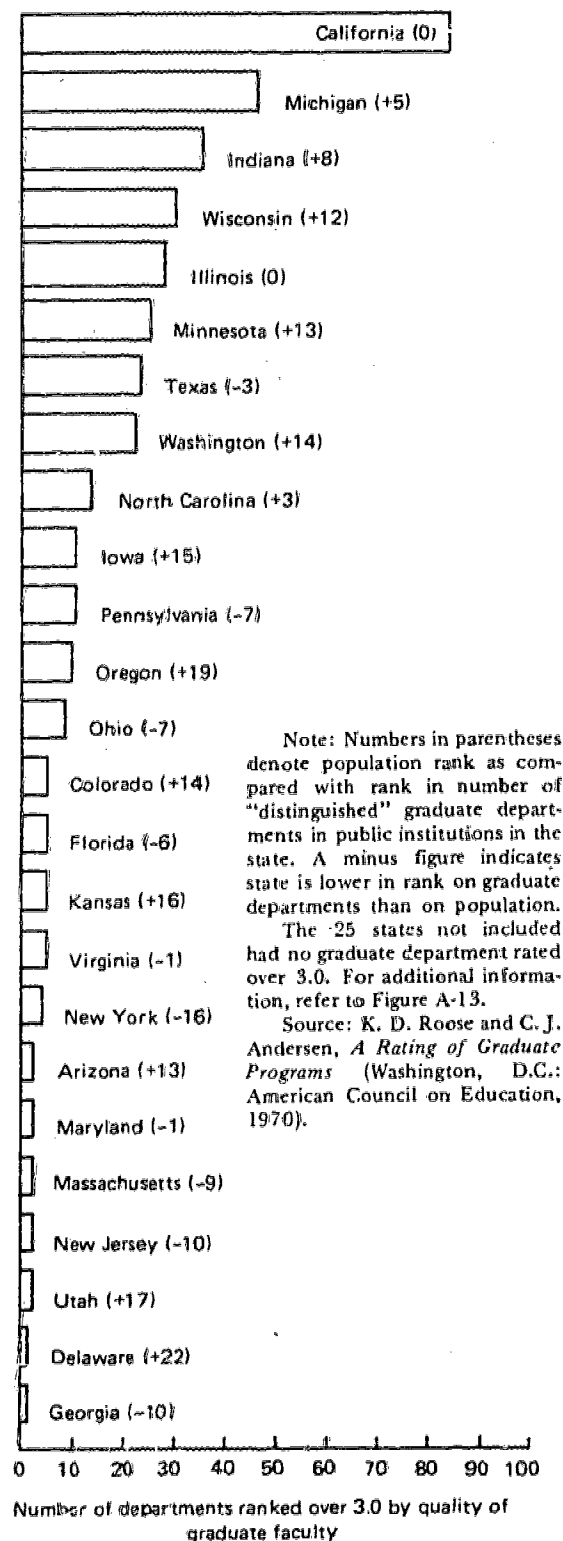 California (0)
Michigan (+5)
Indiana (+8)
Wisconsin (+12)
Illinois (0)
Minnesota (+13)
Texas (-3)
Washington (+14)
North Carolina (+3)
Iowa (+15)
Pennsylvania (-7)
Oregon (+19)
Ohio (-7)
Colorado (+14)
Florida (-6)
Kansas (+16)
Virginia (-1)
New York (-16)
Arizona (+13)
Maryland (-1)
Massachusetts (-9)
New Jersey (-10)
Utah (+17)
Delaware (+22)
Georgia (-10)
Note: Numbers in parentheses
denote population rank as com-
pared with rank in number of
"distinguished" graduate depart-
ments in public institutions in the
state. A minus figure indicates
state is lower in rank on graduate
departments than on population.
The 25 states not included
had no graduate department rated
over 3.0. For additional informa-
tion, refer to Figure A-13.
Source: K. D. Roose and C. J.
Andersen, A Rating of Graduate
Programs (Washington, D.C.:
American Council on Education,
1970).
0 10 20 30 40 50 60 70 80 90 100
Number of departments ranked over 3.0 by quality of
graduate faculty